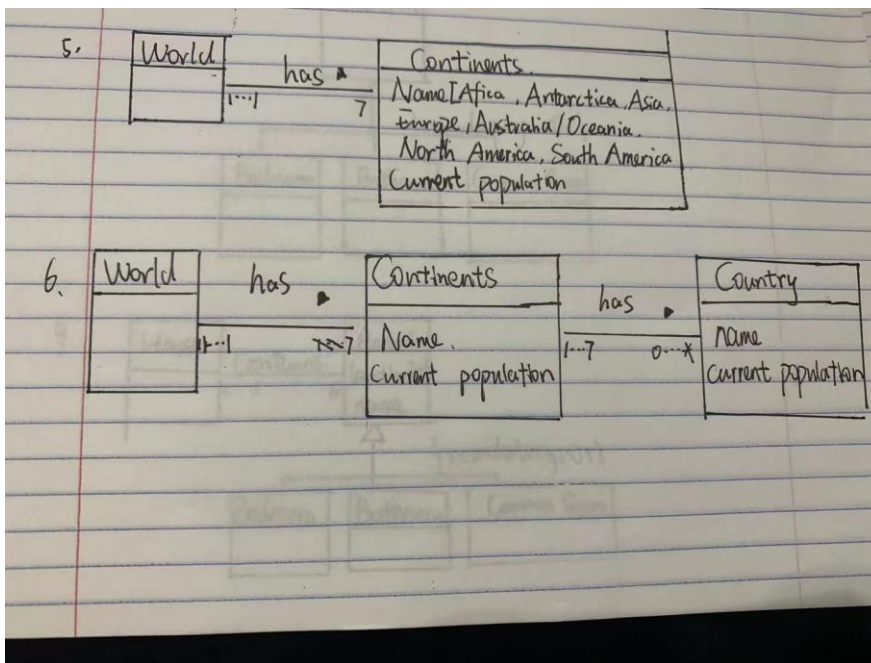 5.
World
has
1...1
7
Continents.
Name[Africa, Antarctica, Asia,
Europe, Australia/Oceania.
North America, South America
Current population
6.
World
has
1...1
7
Continents
Name.
Current population
has
1...7
0...*
Country
name
current population